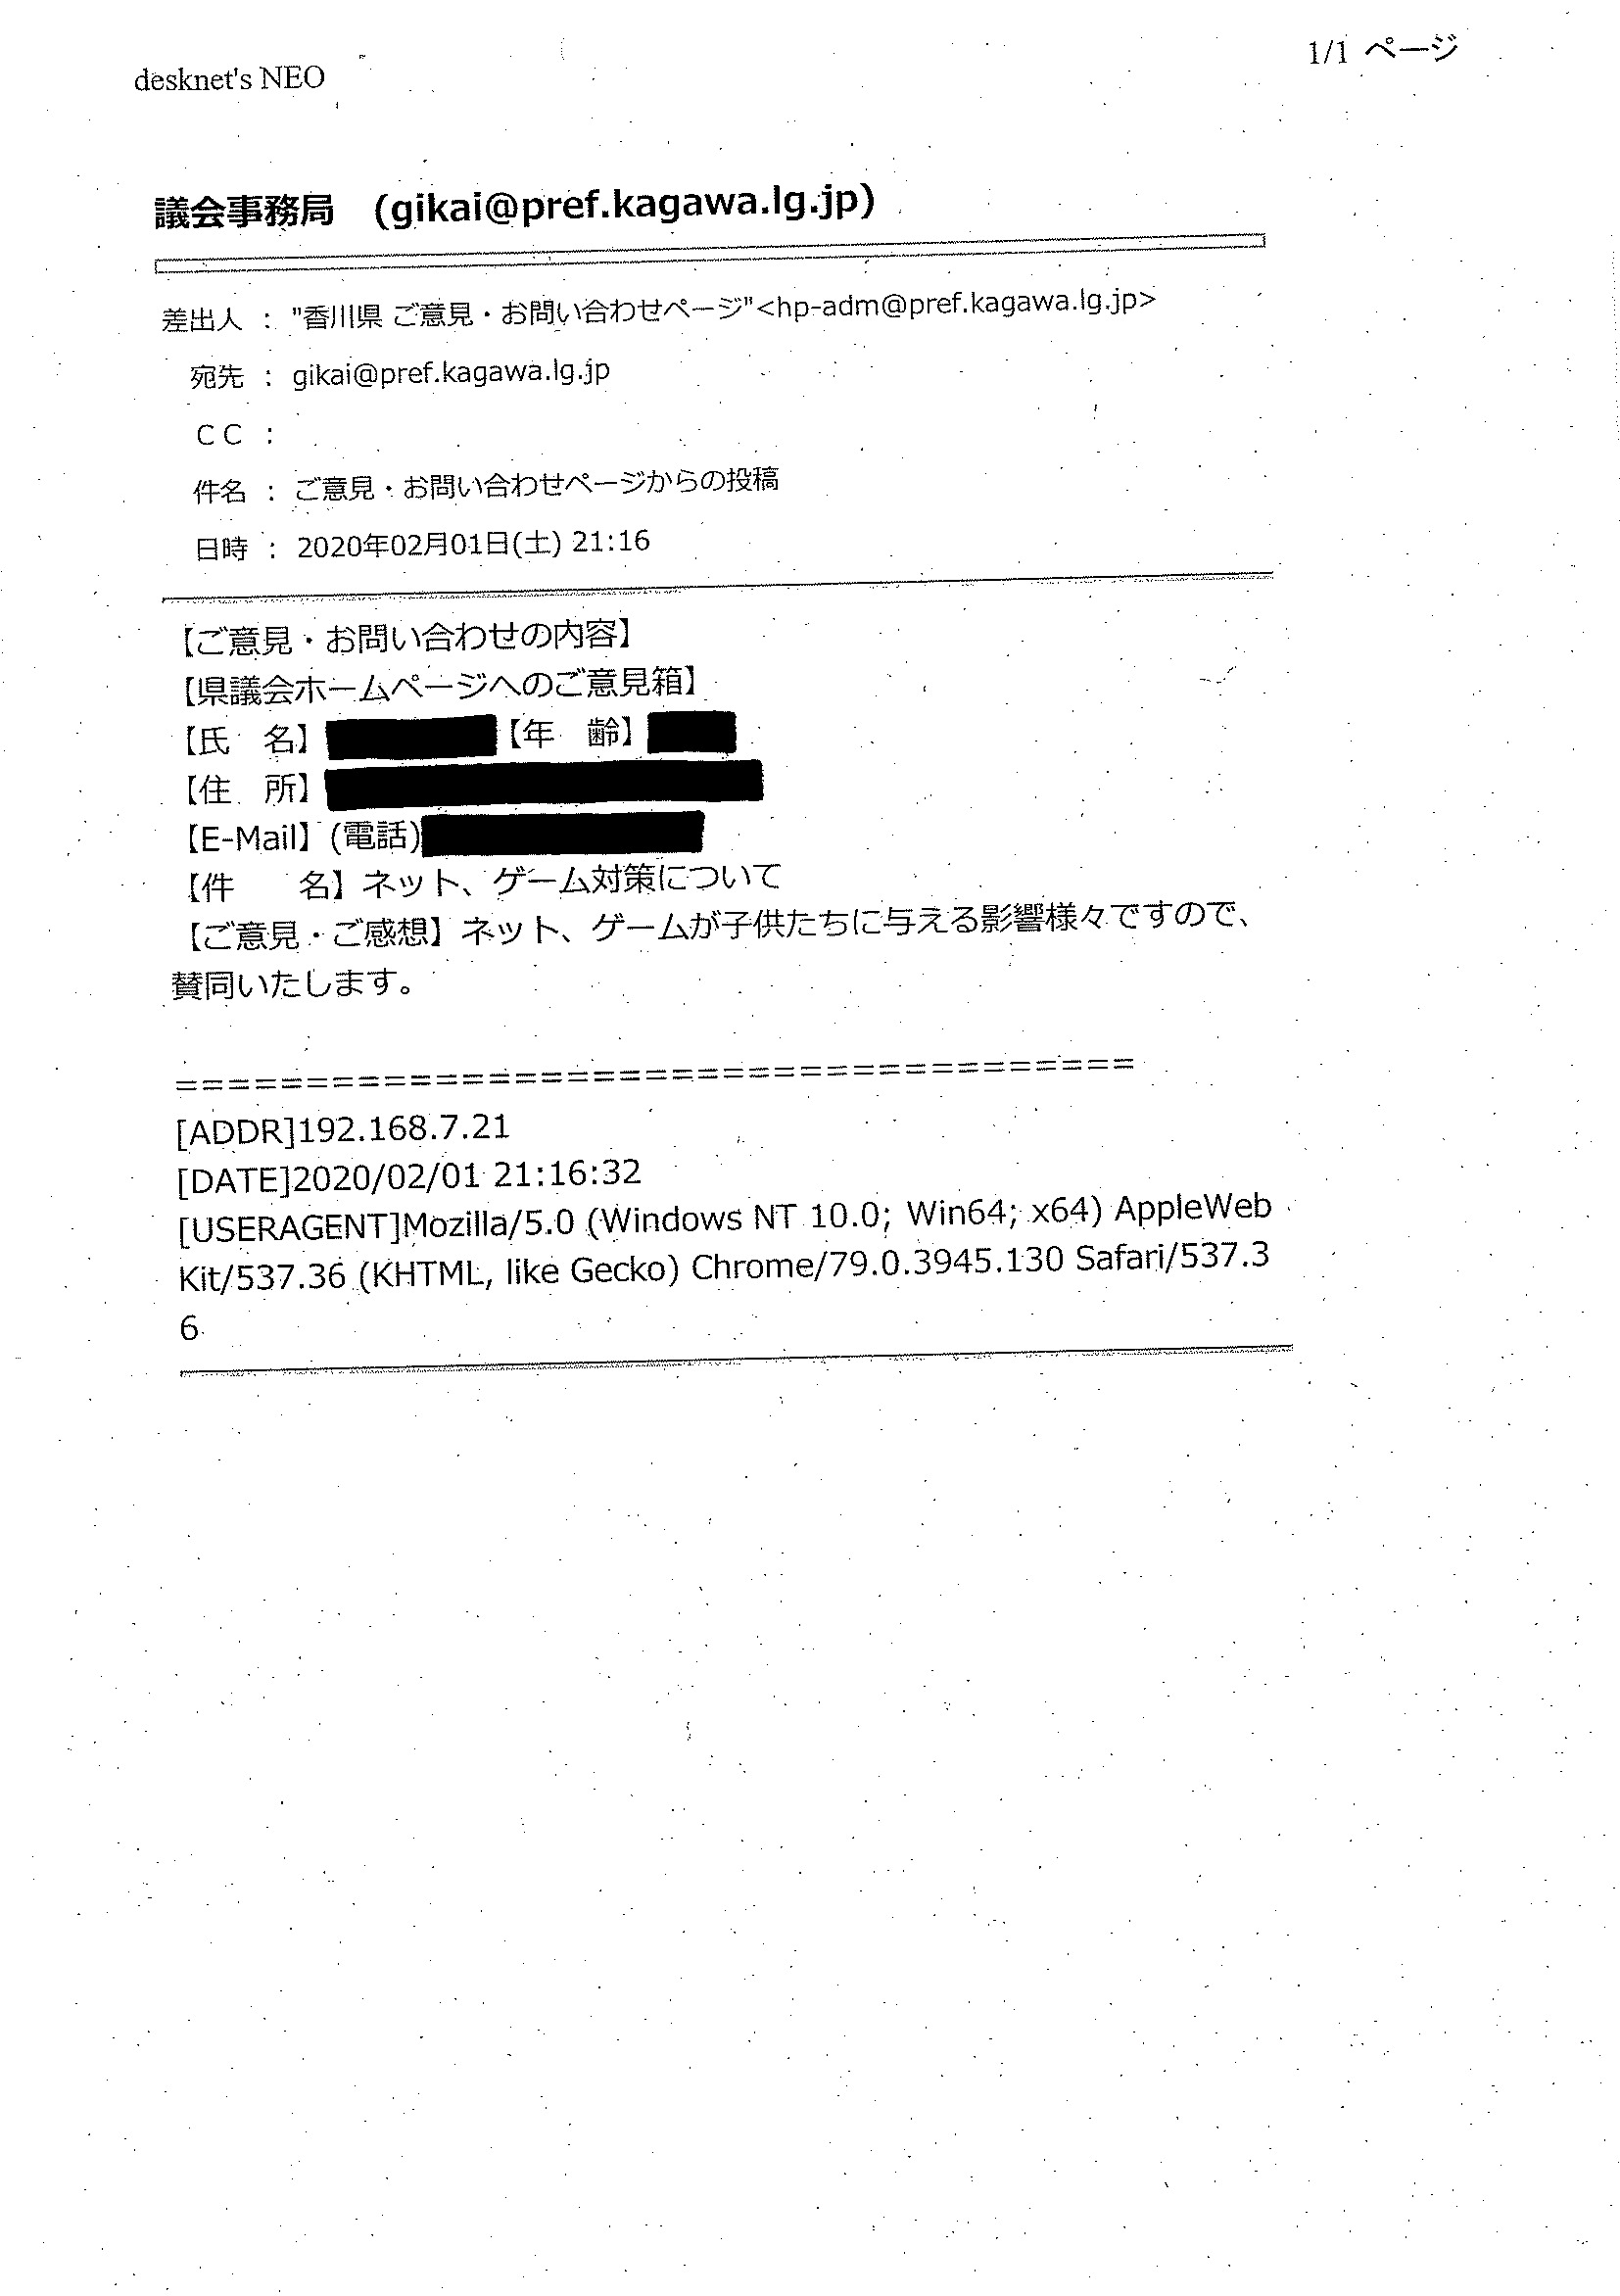 desknet's NEO
1/1 ページ
議会事務局 (gikai@pref.kagawa.lg.jp)
差出人 : "香川県 ご意見・お問い合わせページ"<hp-adm@pref.kagawa.lg.jp>
宛先 : gikai@pref.kagawa.lg.jp
CC :
件名 : ご意見・お問い合わせページからの投稿
日時 : 2020年02月01日(土) 21:16
【ご意見・お問い合わせの内容】
【県議会ホームページへのご意見箱】
【氏 名】 【年 齢】
【住 所】
【E-Mail】(電話)
【件 名】ネット、ゲーム対策について
【ご意見・ご感想】ネット、ゲームが子供たちに与える影響様々ですので、
賛同いたします。
=====================================
[ADDR]192.168.7.21
[DATE]2020/02/01 21:16:32
[USERAGENT]Mozilla/5.0 (Windows NT 10.0; Win64; x64) AppleWeb
Kit/537.36 (KHTML, like Gecko) Chrome/79.0.3945.130 Safari/537.3
6